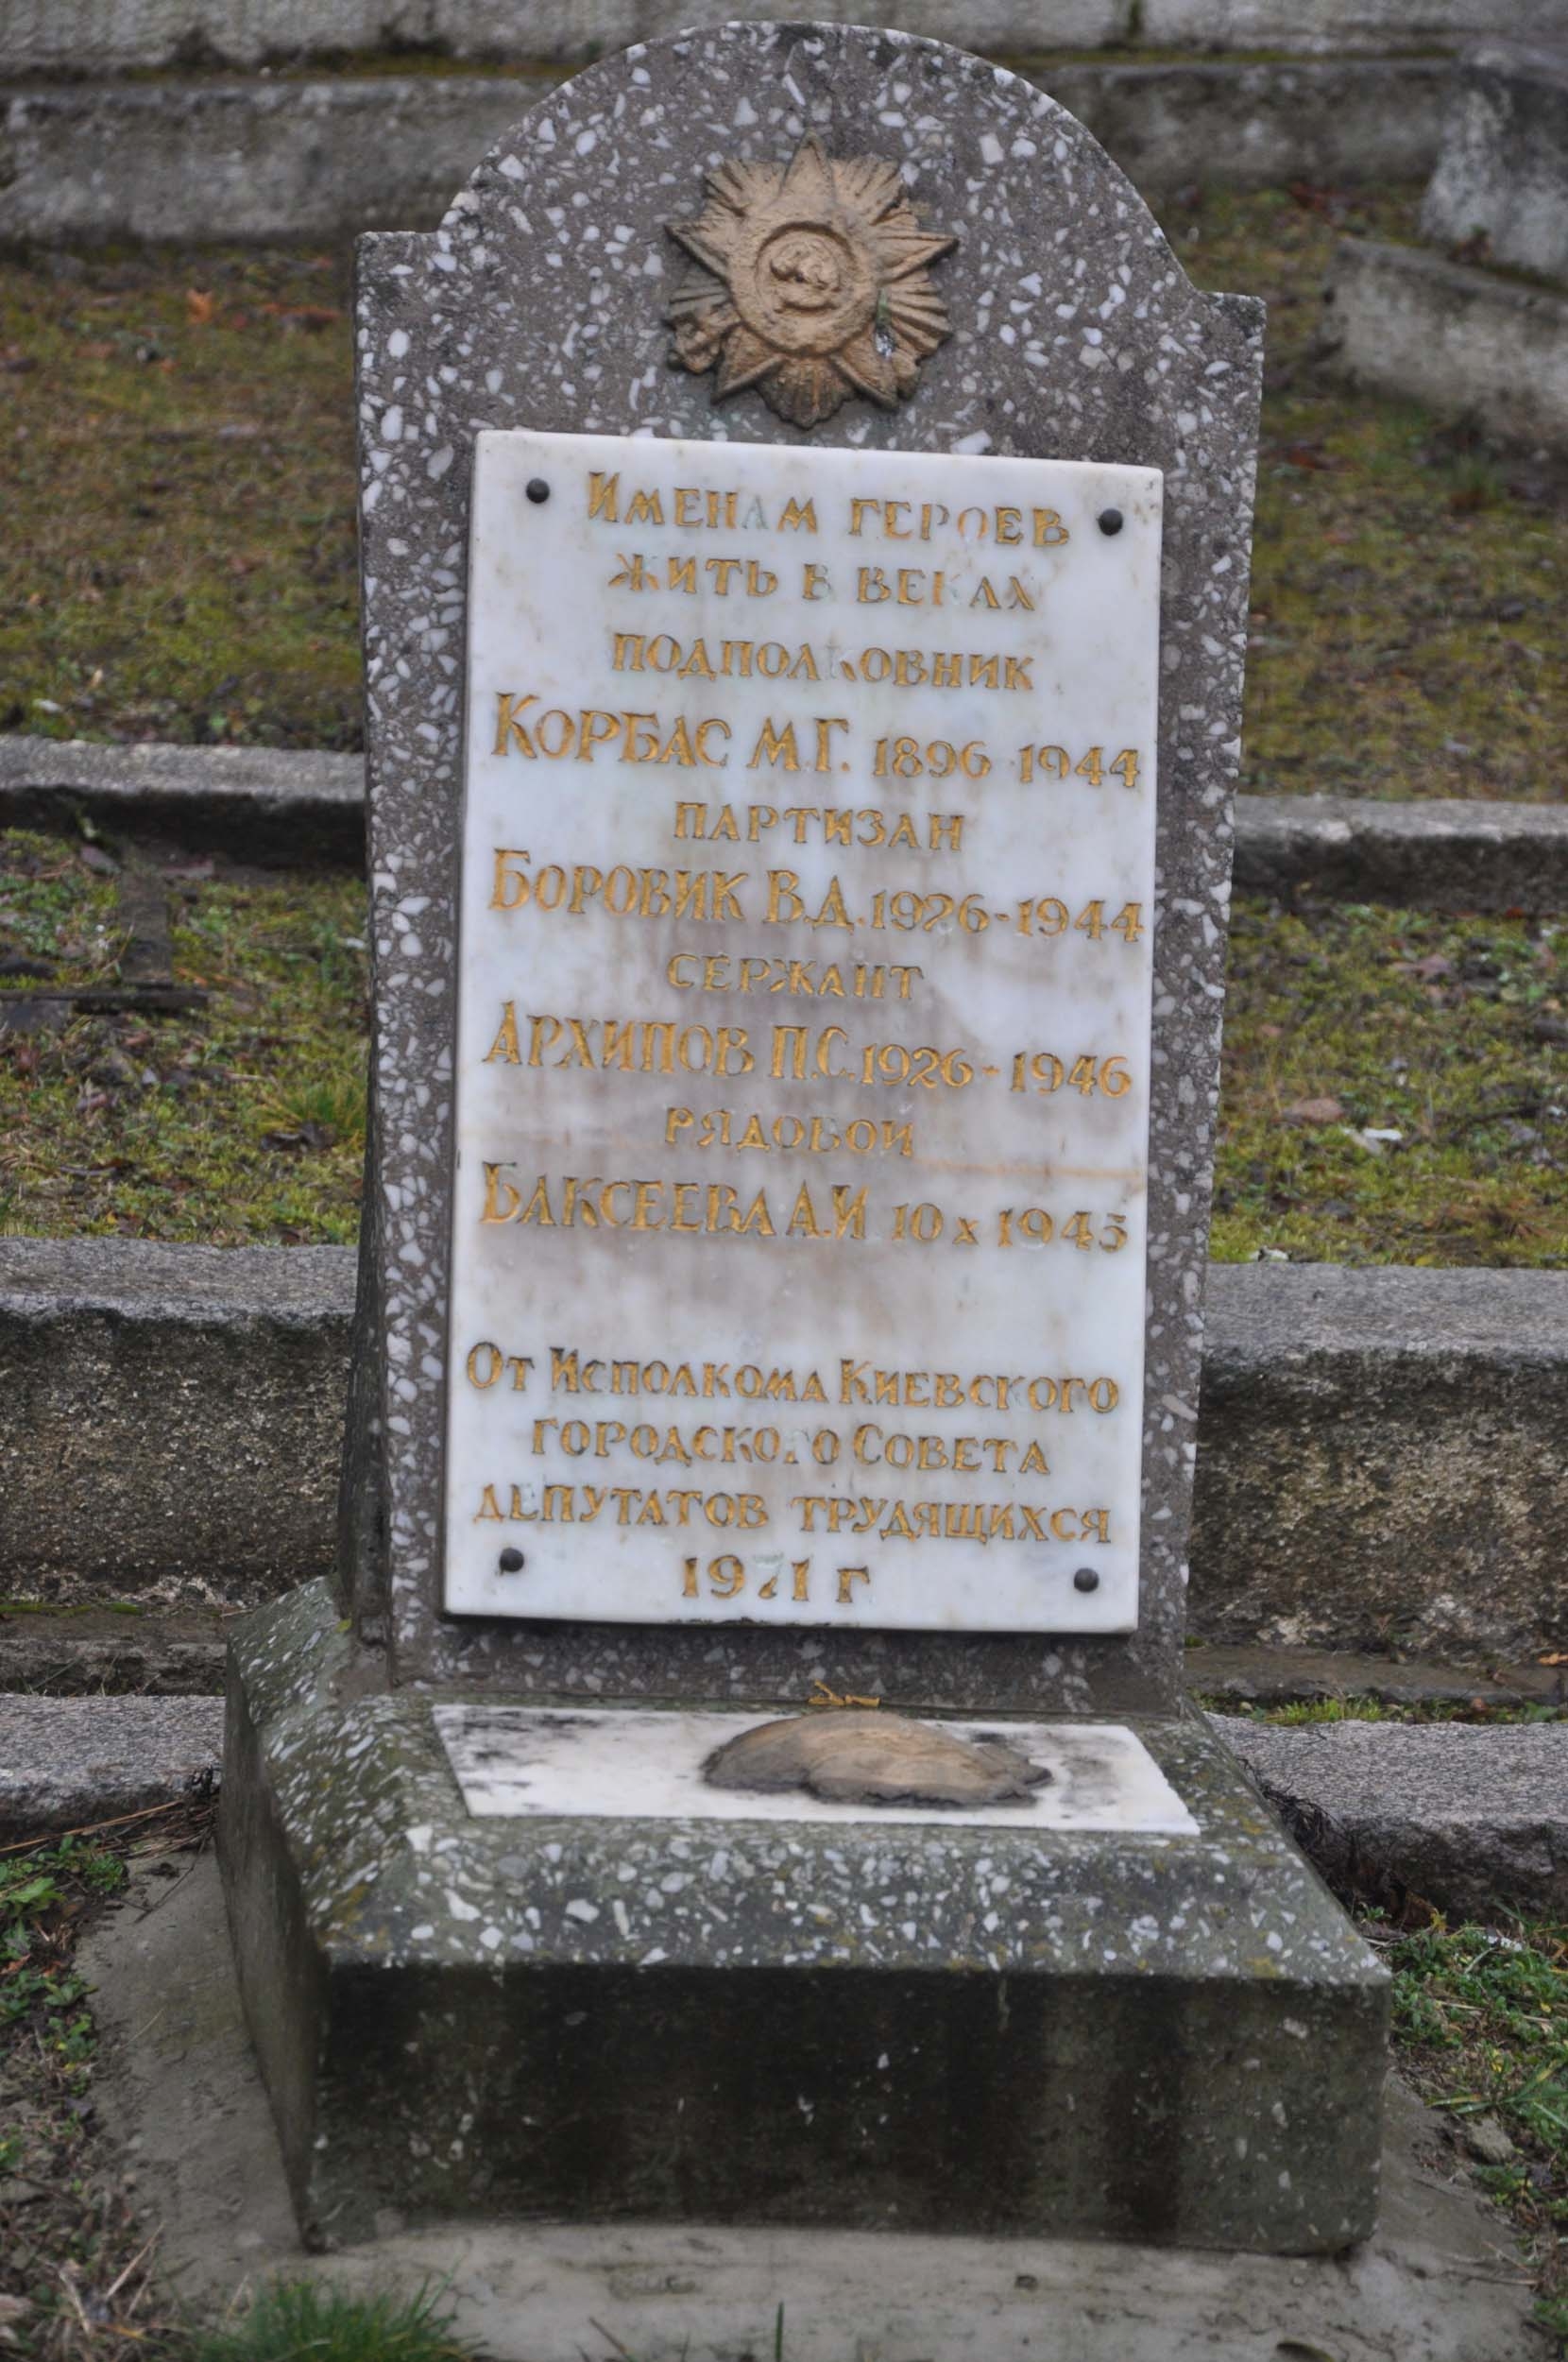 Именам героев
жить в веках
подполковник
Корбас М.Г. 1896-1944
партизан
Боровик В.Д. 1926-1944
сержант
Архипов П.С. 1926-1946
рядовой
Баксеева А.И 10 х 1945
От Исполкома Киевского
городского Совета
депутатов трудящихся
1971 г